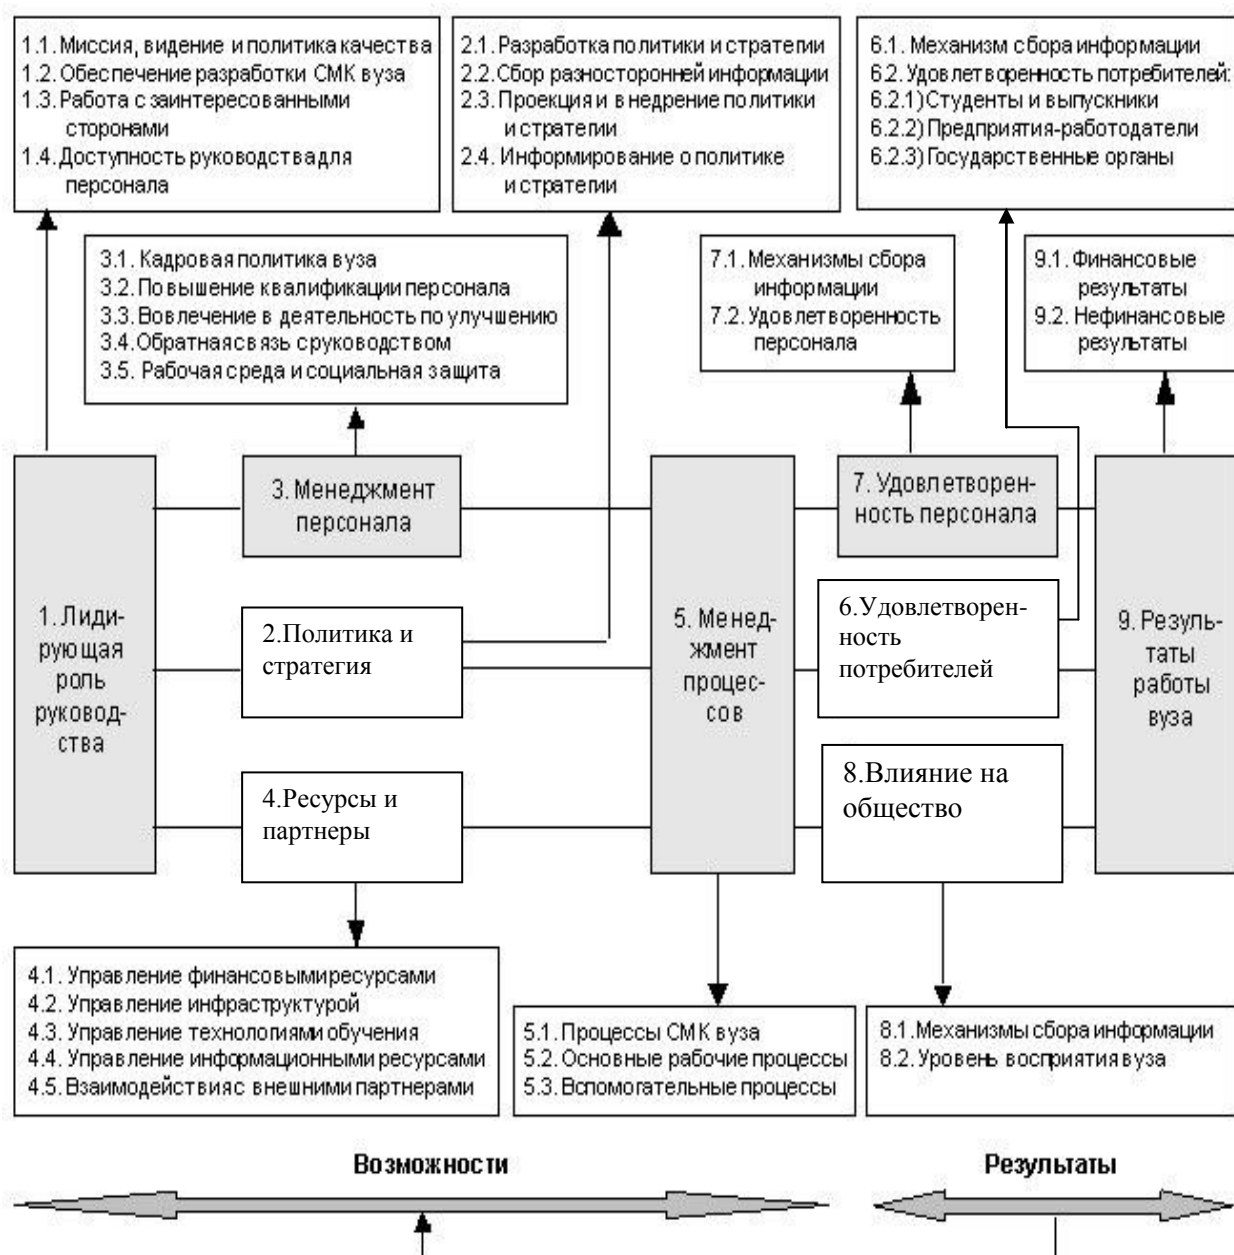 1.1. Миссия, видение и политика качества
1.2. Обеспечение разработки СМК вуза
1.3. Работа с заинтересованными
сторонами
1.4. Доступность руководства для
персонала
2.1. Разработка политики и стратегии
2.2. Сбор разносторонней информации
2.3. Проекция и внедрение политики
и стратегии
2.4. Информирование о политике
и стратегии
6.1. Механизм сбора информации
6.2. Удовлетворенность потребителей:
6.2.1) Студенты и выпускники
6.2.2) Предприятия-работодатели
6.2.3) Государственные органы
3.1. Кадровая политика вуза
3.2. Повышение квалификации персонала
3.3. Вовлечение в деятельность по улучшению
3.4. Обратная связь с руководством
3.5. Рабочая среда и социальная защита
7.1. Механизмы сбора
информации
7.2. Удовлетворенность
персонала
9.1. Финансовые
результаты
9.2. Нефинансовые
результаты
1. Лиди-
рующая
роль
руковод-
ства
3. Менеджмент
персонала
2.Политика и
стратегия
4.Ресурсы и
партнеры
5. Менед-
жмент
процес-
сов
7. Удовлетворен-
ность персонала
6.Удовлетворен-
ность
потребителей
8.Влияние на
общество
9. Резуль-
таты
работы
вуза
4.1. Управление финансовыми ресурсами
4.2. Управление инфраструктурой
4.3. Управление технологиями обучения
4.4. Управление информационными ресурсами
4.5. Взаимодействия с внешними партнерами
5.1. Процессы СМК вуза
5.2. Основные рабочие процессы
5.3. Вспомогательные процессы
8.1. Механизмы сбора информации
8.2. Уровень восприятия вуза
Возможности
Результаты